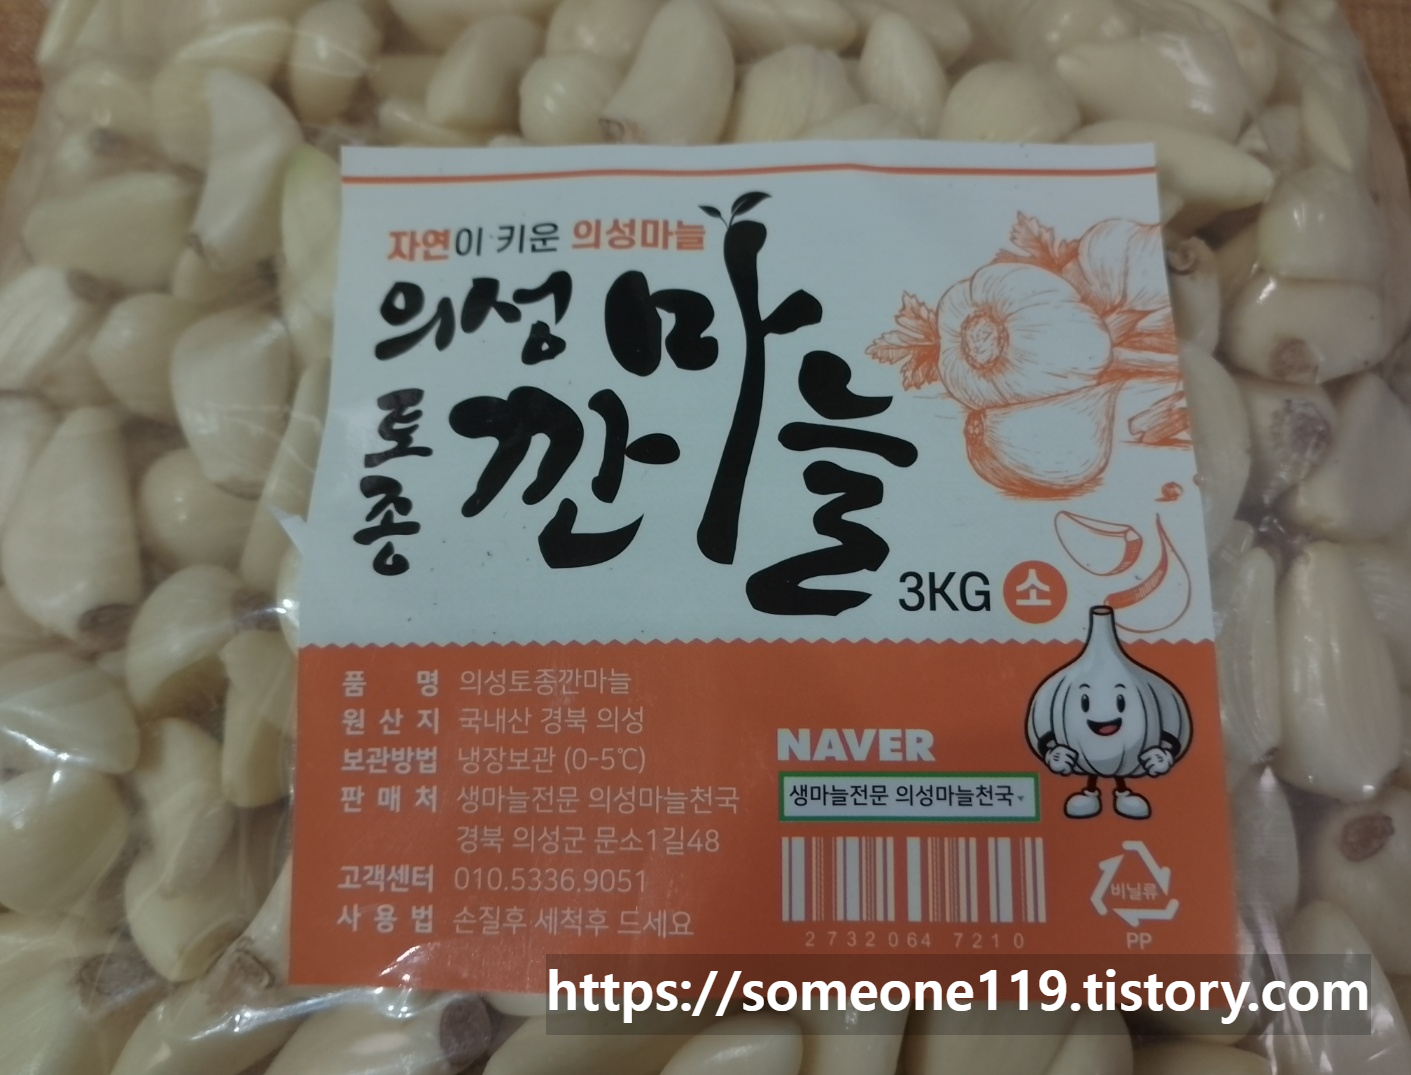 자연이 키운 의성마늘
의성 토종 깐마늘
3KG 소
품 명 의성토종깐마늘
원산지 국내산 경북 의성
보관방법 냉장보관 (0-5℃)
판매처 생마늘전문 의성마늘천국
경북 의성군 문소1길48
고객센터 010.5336.9051
사용법 손질후 세척후 드세요
NAVER
생마늘전문 의성마늘천국
2732064 7210
비닐류
PP
https://someone119.tistory.com